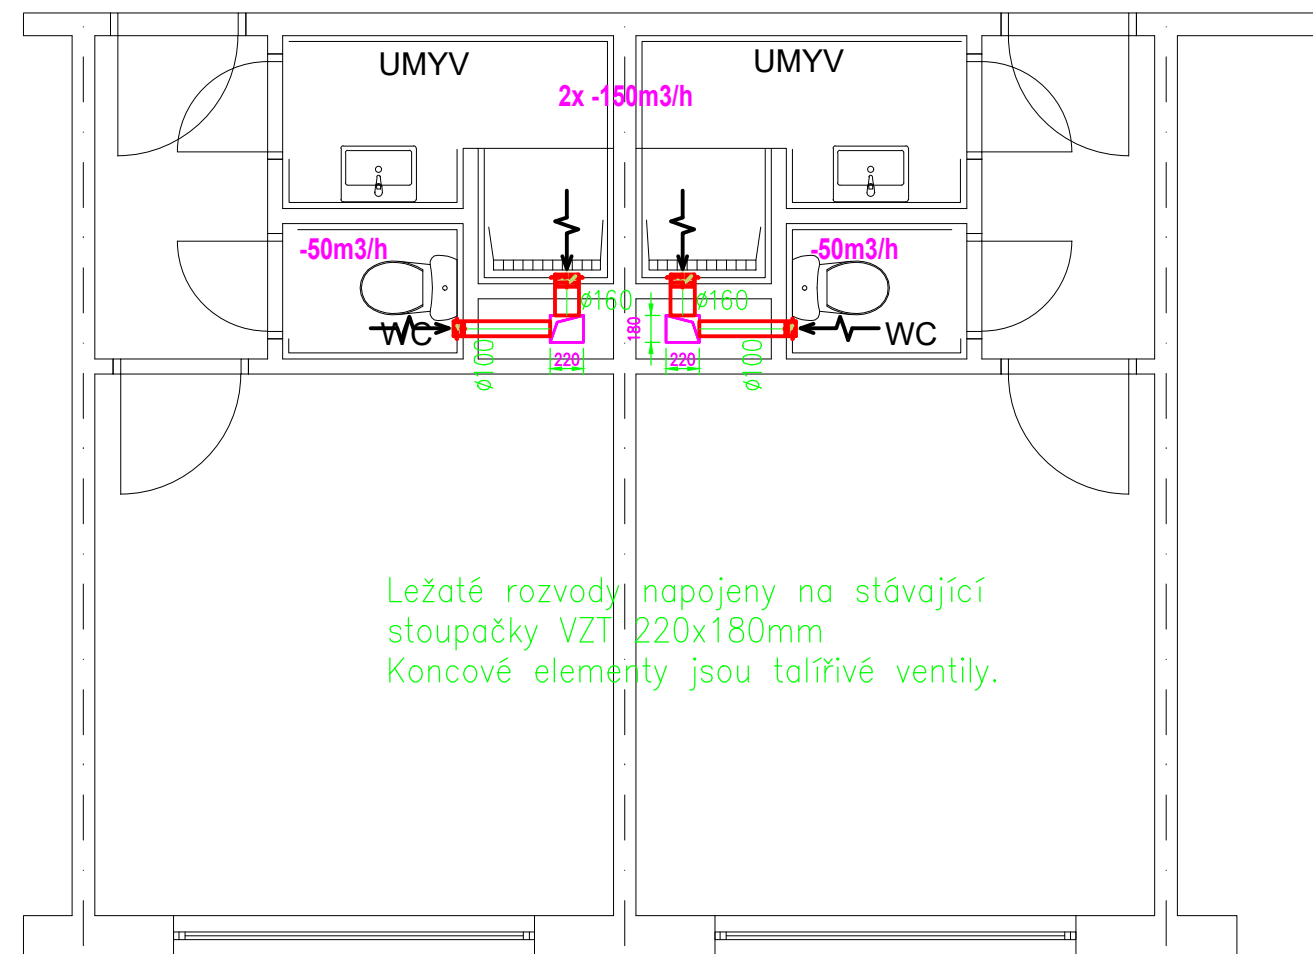 UMYV
UMYV
2x -150m3/h
-50m3/h
-50m3/h
ø160
ø160
WC
WC
180
220
220
ø100
ø100
Ležaté rozvody napojeny na stávající
stoupačky VZT 220x180mm
Koncové elementy jsou talířivé ventily.